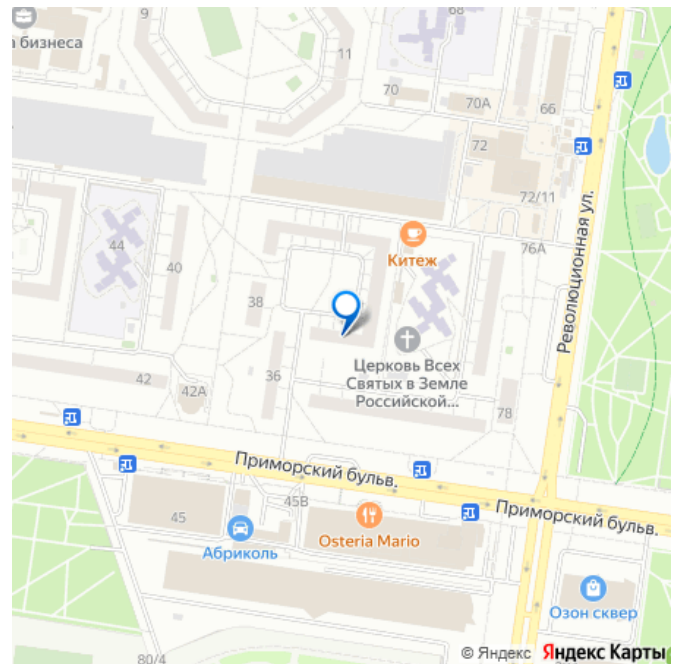 9
68
а бизнеса
11
70
70А
66
72
72/11
44
40
Китеж
76А
Революционная ул.
38
Церковь Всех
Святых в Земле
Российской...
36
42
42А
78
Приморский бульв.
45В
Приморский бульв.
45
Абриколь
Osteria Mario
Озон сквер
80/4
© Яндекс Яндекс Карты